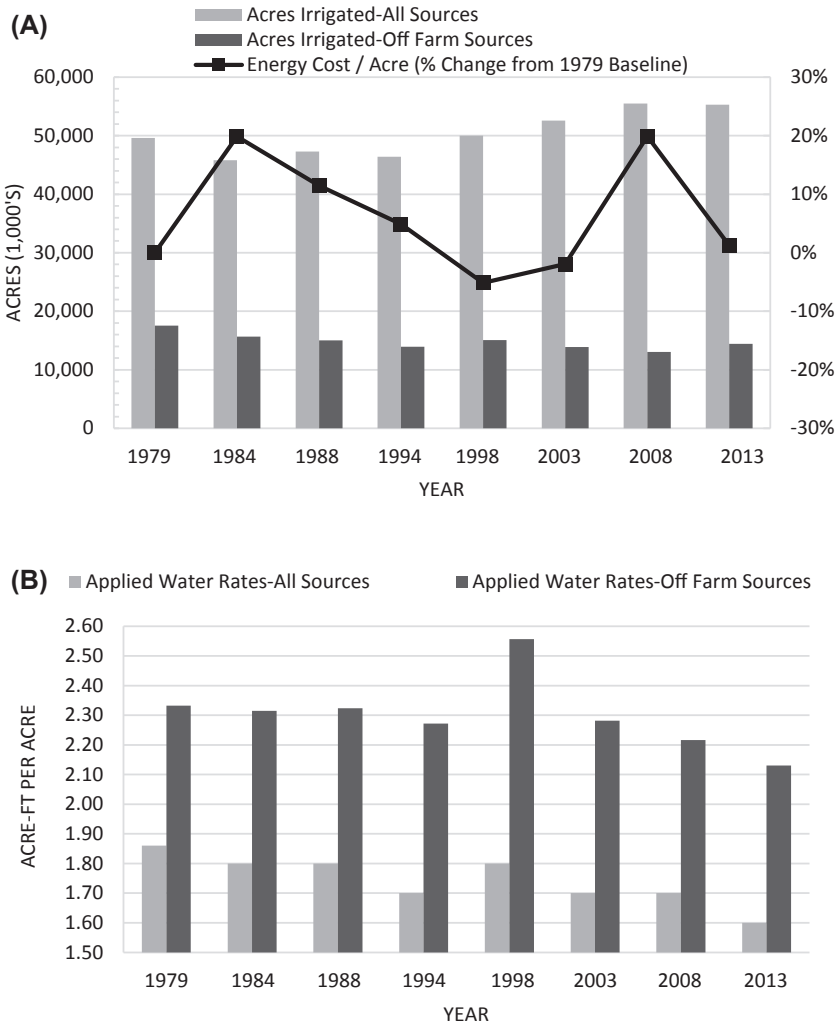 (A)
Acres Irrigated-All Sources
Acres Irrigated-Off Farm Sources
Energy Cost / Acre (% Change from 1979 Baseline)
60,000 30%
50,000 20%
40,000 10%
30,000 0%
20,000 -10%
10,000 -20%
0 -30%
ACRES (1,000'S)
1979 1984 1988 1994 1998 2003 2008 2013
YEAR
(B) Applied Water Rates-All Sources Applied Water Rates-Off Farm Sources
2.60
2.50
2.40
2.30
2.20
2.10
2.00
1.90
1.80
1.70
1.60
1.50
ACRE-FT PER ACRE
1979 1984 1988 1994 1998 2003 2008 2013
YEAR